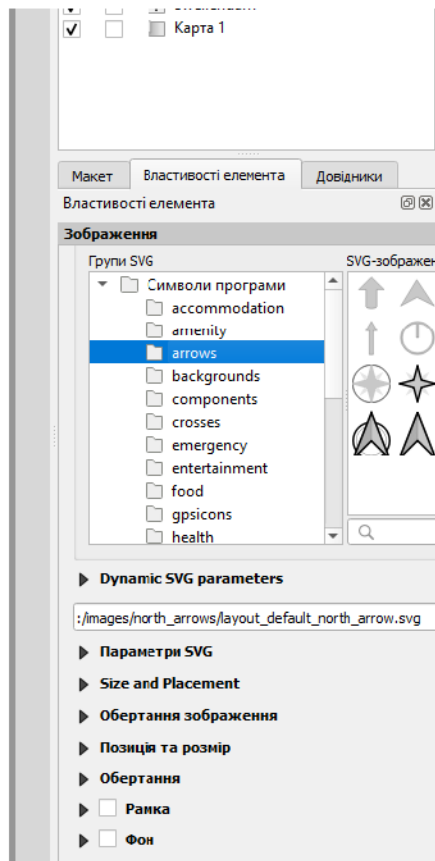 Карта 1
Макет
Властивості елемента
Довідники
Властивості елемента
Зображення
Групи SVG
SVG-зображен
Символи програми
accommodation
amenity
arrows
backgrounds
components
crosses
emergency
entertainment
food
gpsicons
health
Dynamic SVG parameters
:/images/north_arrows/layout_default_north_arrow.svg
Параметри SVG
Size and Placement
Обертання зображення
Позиція та розмір
Обертання
Рамка
Фон